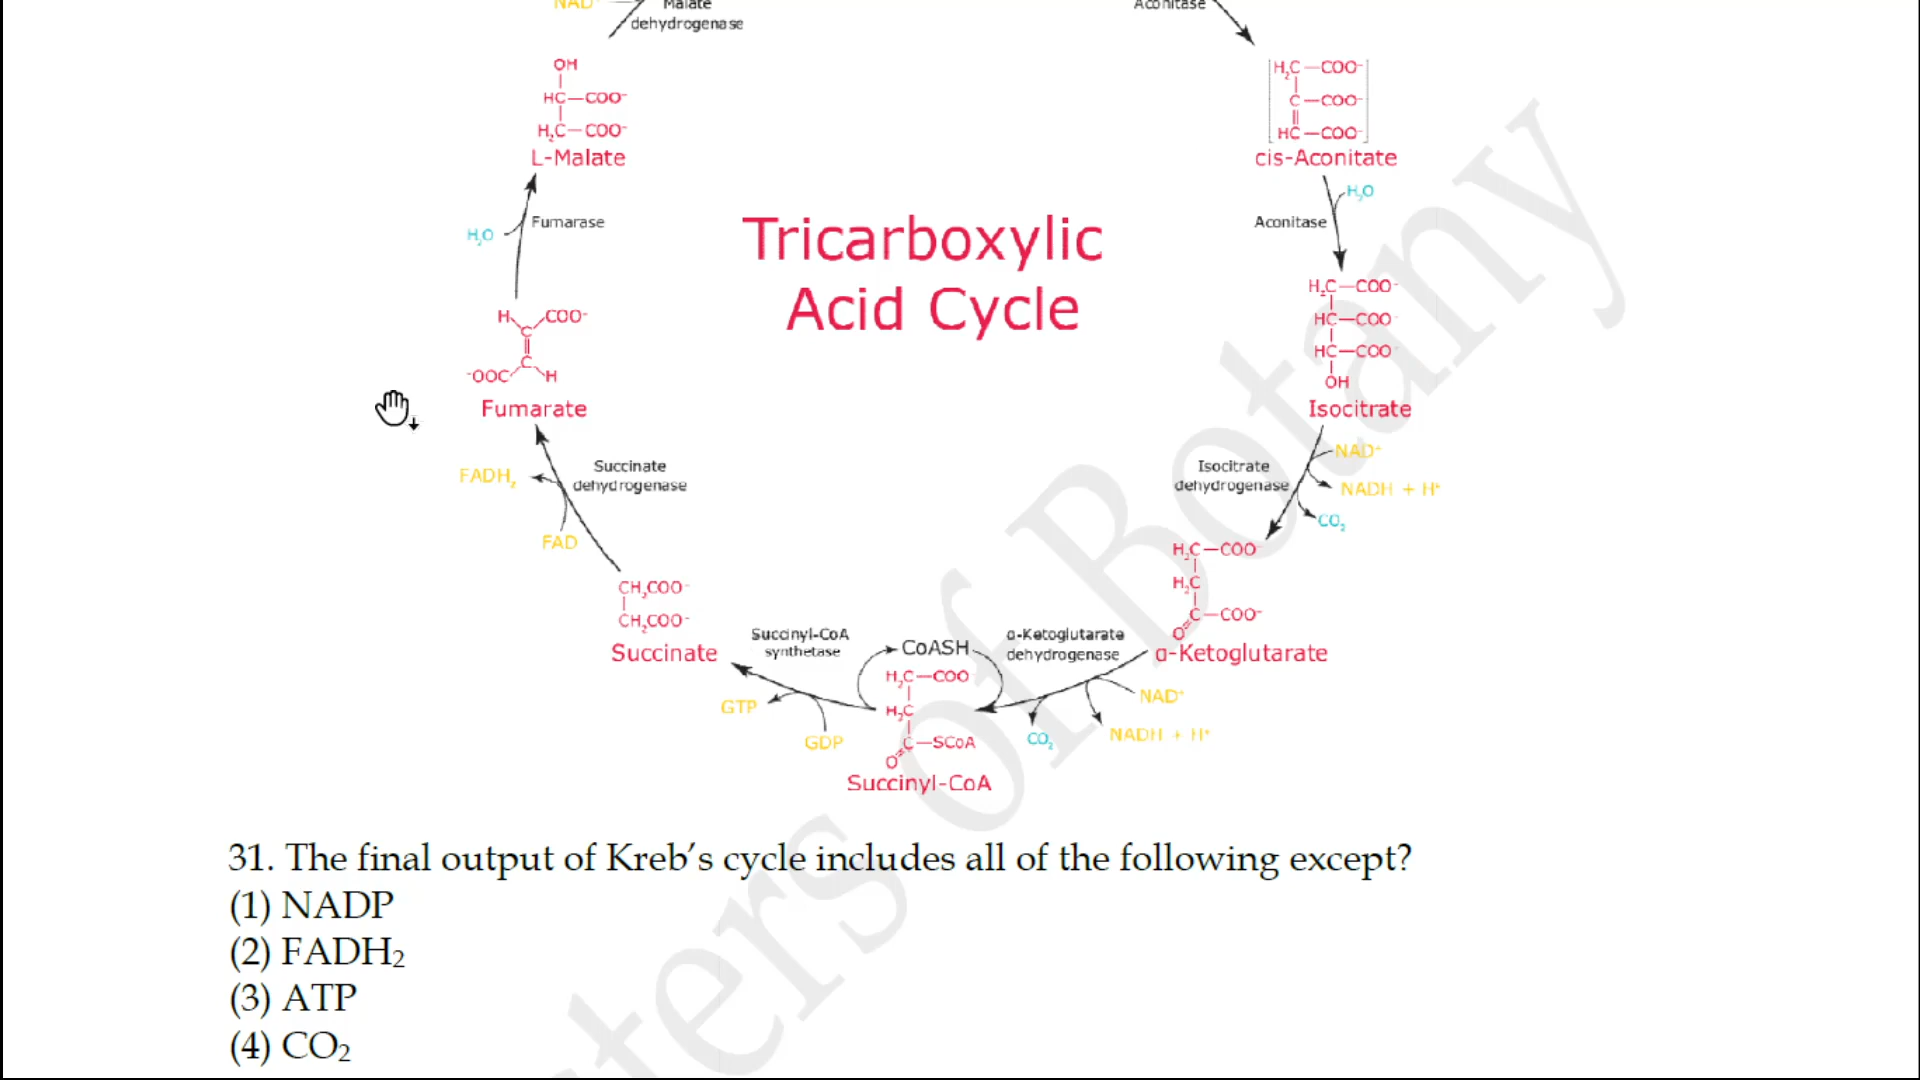 NAD+
Malate
dehydrogenase
Aconitase
OH
HC—COO-
H2C—COO-
L-Malate
H2C—COO-
C—COO-
HC—COO-
cis-Aconitate
H2O
Fumarase
H2O
Aconitase
Tricarboxylic
Acid Cycle
H COO-
C
C
-OOC H
Fumarate
H2C—COO-
HC—COO-
HC—COO-
OH
Isocitrate
FADH2
Succinate
dehydrogenase
FAD
Isocitrate
dehydrogenase
NAD+
NADH + H+
CO2
CH2COO-
CH2COO-
Succinate
H2C—COO-
H2C
C—COO-
O
α-Ketoglutarate
Succinyl-CoA
synthetase
CoASH
α-Ketoglutarate
dehydrogenase
GTP
GDP
H2C—COO
H2C
C—SCoA
O
Succinyl-CoA
CO2
NAD+
NADH + H+
31. The final output of Kreb's cycle includes all of the following except?
(1) NADP
(2) FADH2
(3) ATP
(4) CO2
ters of Botany